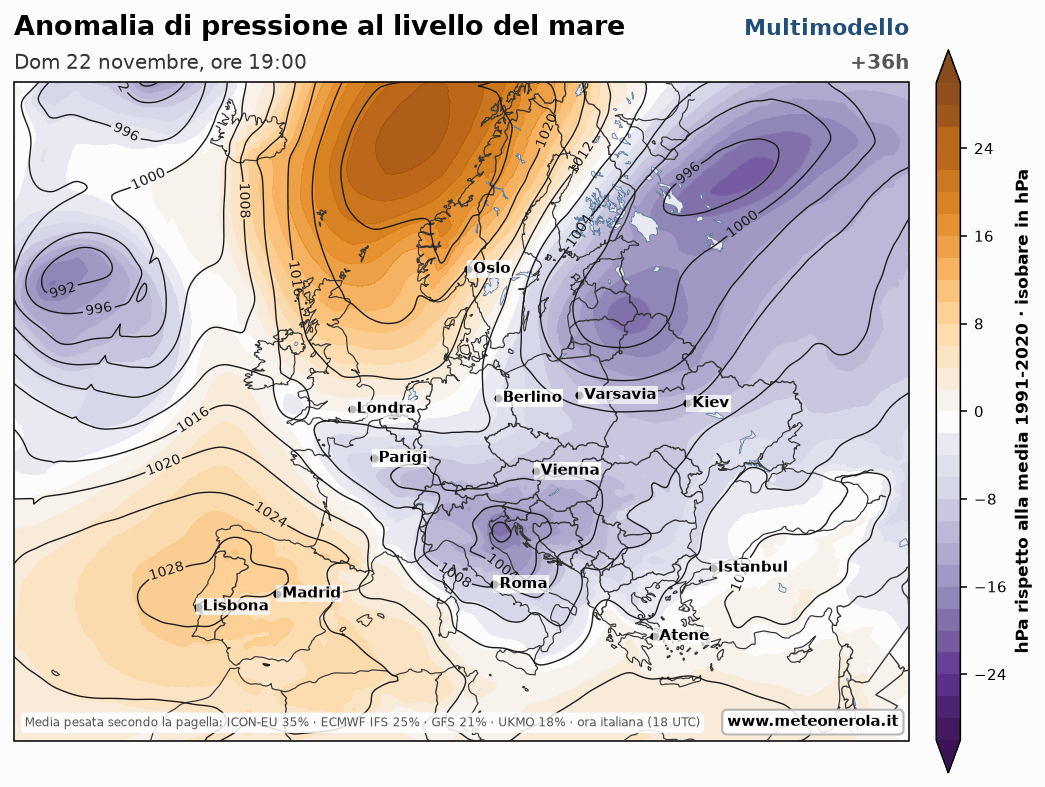 Anomalia di pressione al livello del mare
Multimodello
Dom 22 novembre, ore 19:00
+36h
996
1000
1008
1020
1012
996
1004
1000
1016
992
996
Oslo
Londra
Berlino
Varsavia
Kiev
1016
1020
Parigi
Vienna
1024
1028
1008
Roma
Istanbul
Madrid
Lisbona
Atene
24
16
8
0
−8
−16
−24
hPa rispetto alla media 1991-2020 · isobare in hPa
Media pesata secondo la pagella: ICON-EU 35% · ECMWF IFS 25% · GFS 21% · UKMO 18% · ora italiana (18 UTC)
www.meteonerola.it